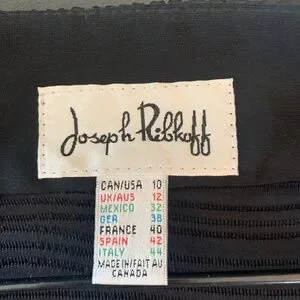 Joseph Ribkoff
CAN/USA 10
UK/AUS 12
MEXICO 32
GER 38
FRANCE 40
SPAIN 42
ITALY 44
MADE IN/FAIT AU
CANADA